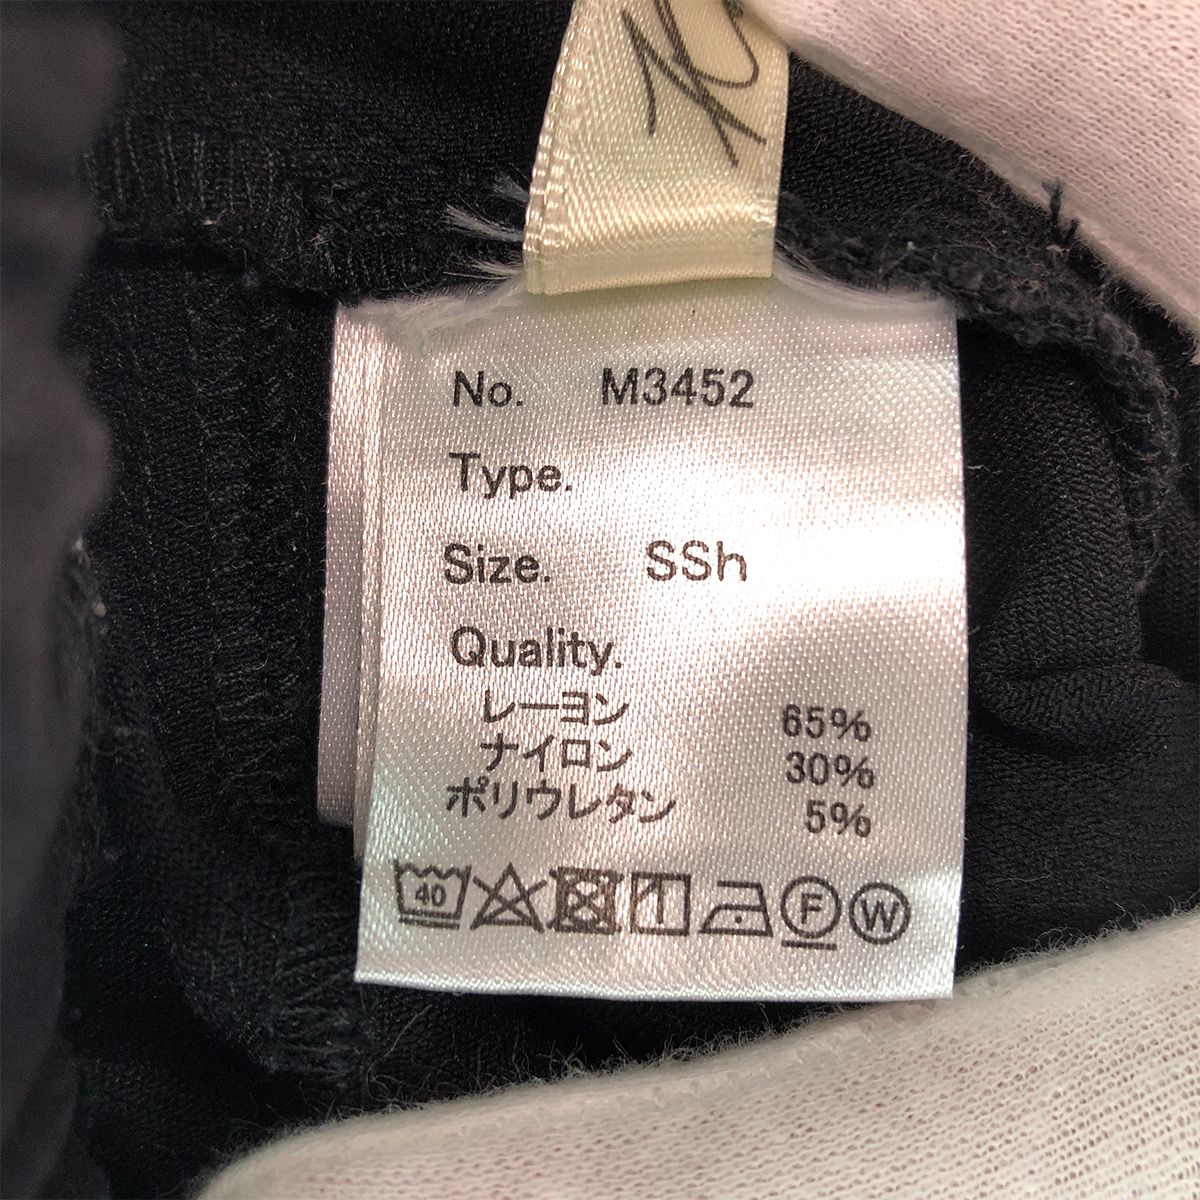 No. M3452
Type.
Size. SSh
Quality.
レーヨン 65%
ナイロン 30%
ポリウレタン 5%
40 F W